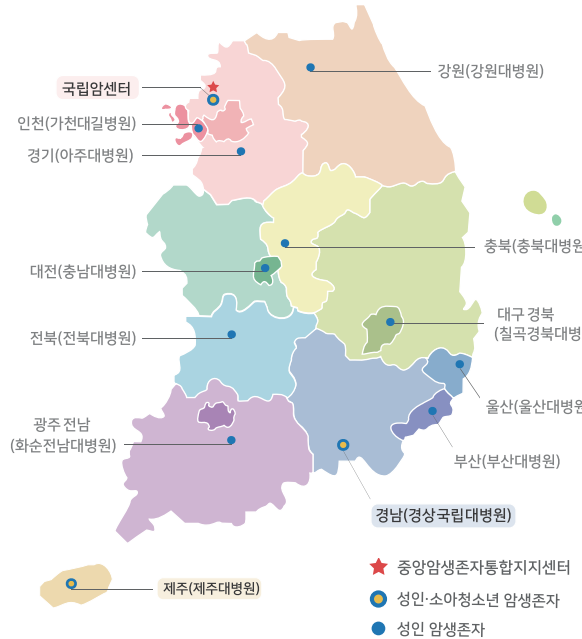 강원(강원대병원)
국립암센터
인천(가천대길병원)
경기(아주대병원)
충북(충북대병원
대전(충남대병원)
대구 경북
(칠곡경북대병
전북(전북대병원)
울산(울산대병원
광주 전남
(화순전남대병원)
부산(부산대병원)
경남(경상국립대병원)
중앙암생존자통합지지센터
제주(제주대병원)
성인·소아청소년 암생존자
성인 암생존자